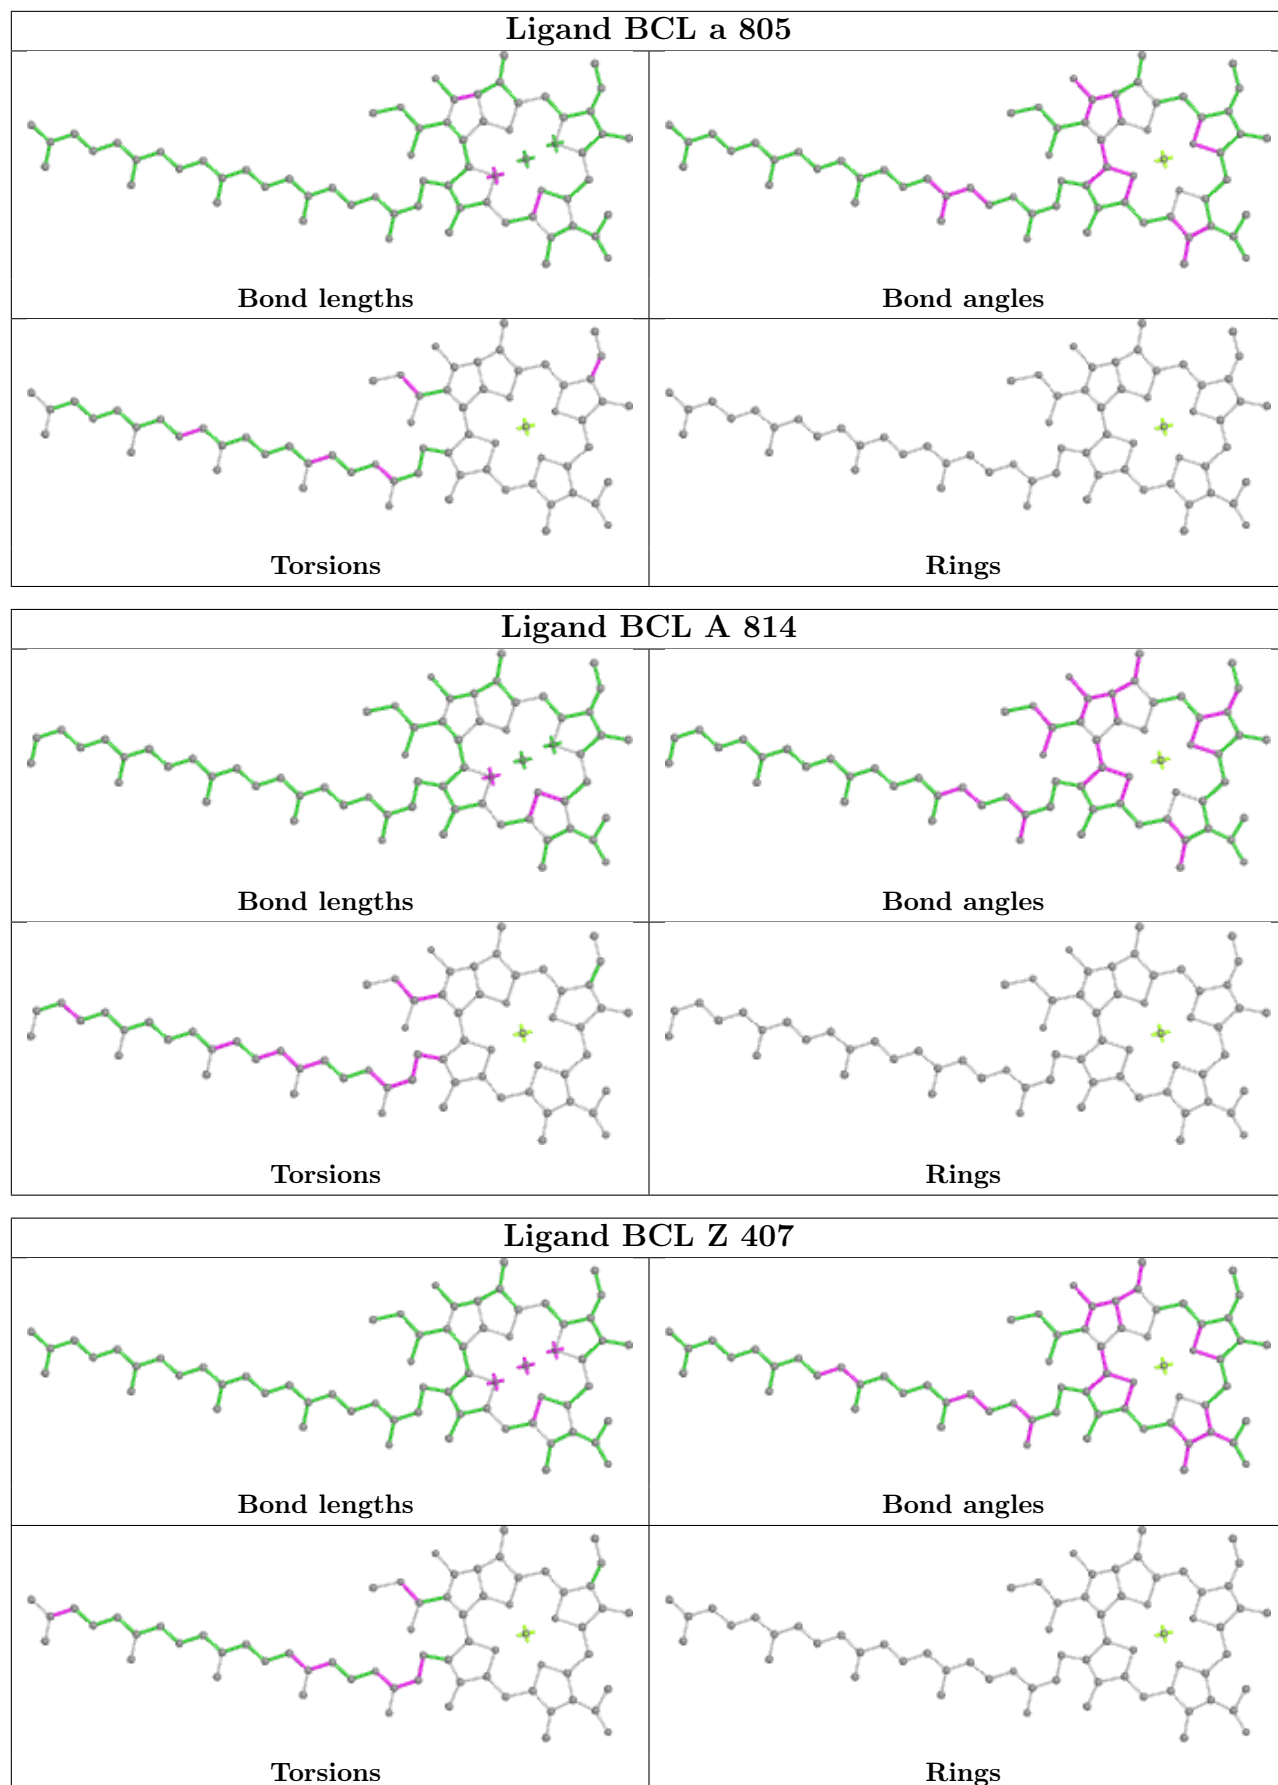 Ligand BCL a 805
Bond lengths
Bond angles
Torsions
Rings
Ligand BCL A 814
Bond lengths
Bond angles
Torsions
Rings
Ligand BCL Z 407
Bond lengths
Bond angles
Torsions
Rings